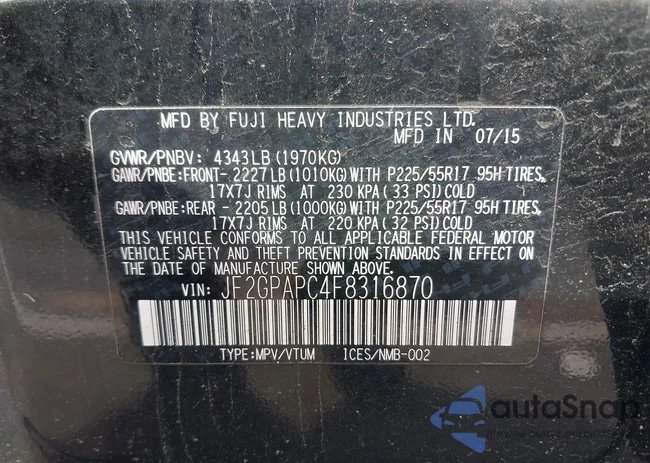 MFD BY FUJI HEAVY INDUSTRIES LTD.
MFD IN 07/15
GVWR/PNBV: 4343LB (1970KG)
GAWR/PNBE:FRONT- 2227LB (1010KG)WITH P225/55R17 95H TIRES,
17X7J RIMS AT 230 KPA (33 PSI) COLD
GAWR/PNBE:REAR - 2205LB (1000KG)WITH P225/55R17 95H TIRES,
17X7J RIMS AT 220 KPA (32 PSI) COLD
THIS VEHICLE CONFORMS TO ALL APPLICABLE FEDERAL MOTOR
VEHICLE SAFETY AND THEFT PREVENTION STANDARDS IN EFFECT ON
THE DATE OF MANUFACTURE SHOWN ABOVE.
VIN: JF2GPAPC4F8316870
TYPE:MPV/VTUM ICES/NMB-002
autaSnap